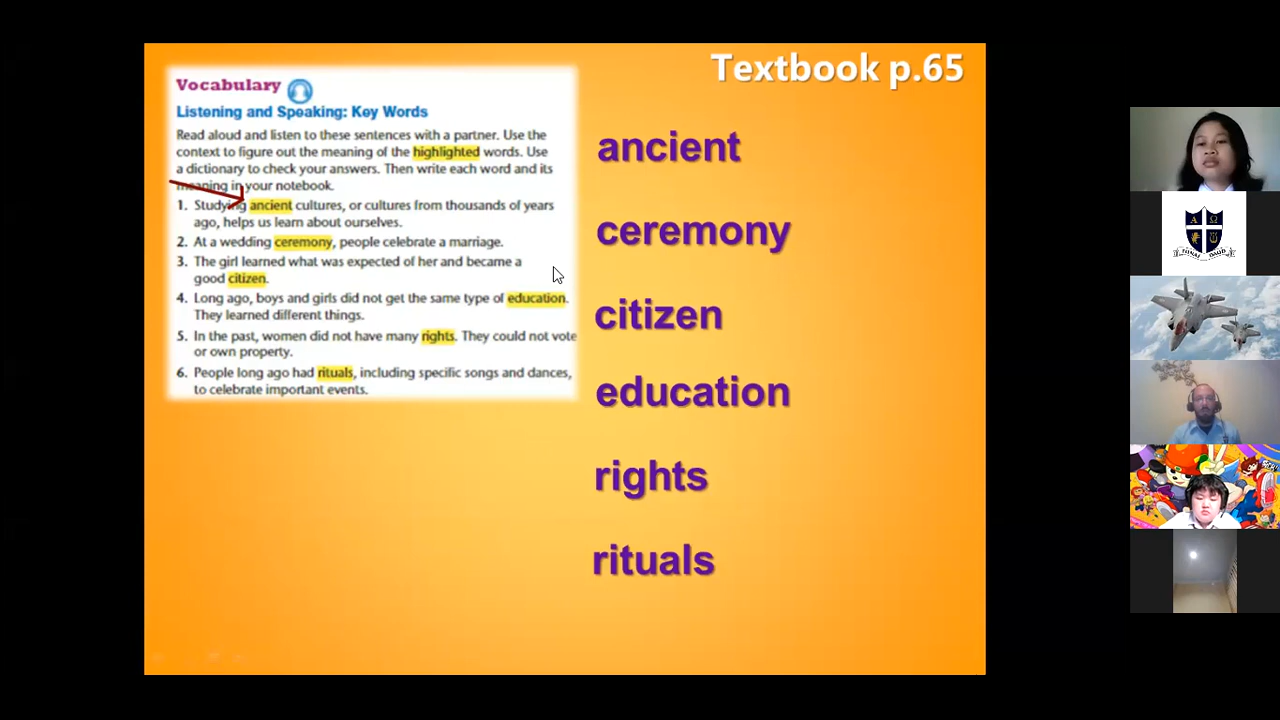 Textbook p.65
Vocabulary
Listening and Speaking: Key Words
Read aloud and listen to these sentences with a partner. Use the
context to figure out the meaning of the highlighted words. Use
a dictionary to check your answers. Then write each word and its
meaning in your notebook.
1. Studying ancient cultures, or cultures from thousands of years
ago, helps us learn about ourselves.
2. At a wedding ceremony, people celebrate a marriage.
3. The girl learned what was expected of her and became a
good citizen.
4. Long ago, boys and girls did not get the same type of education.
They learned different things.
5. In the past, women did not have many rights. They could not vote
or own property.
6. People long ago had rituals, including specific songs and dances,
to celebrate important events.
ancient
ceremony
citizen
education
rights
rituals
Α Ω